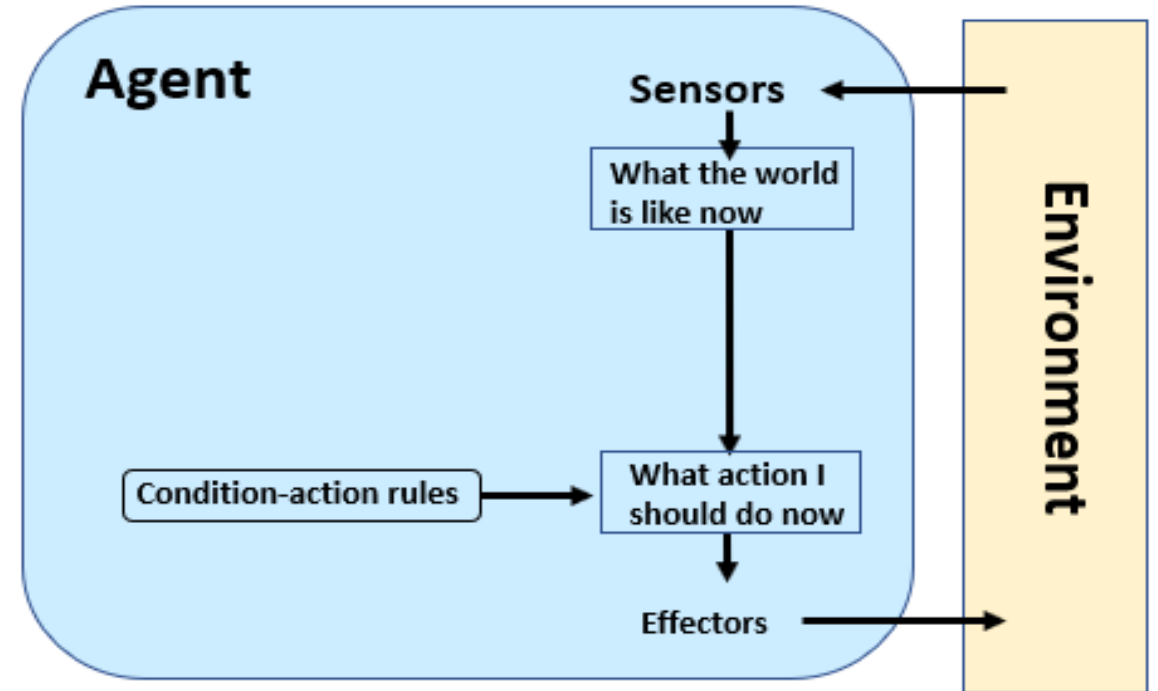 Agent
Sensors
What the world
is like now
Environment
Condition-action rules
What action I
should do now
Effectors